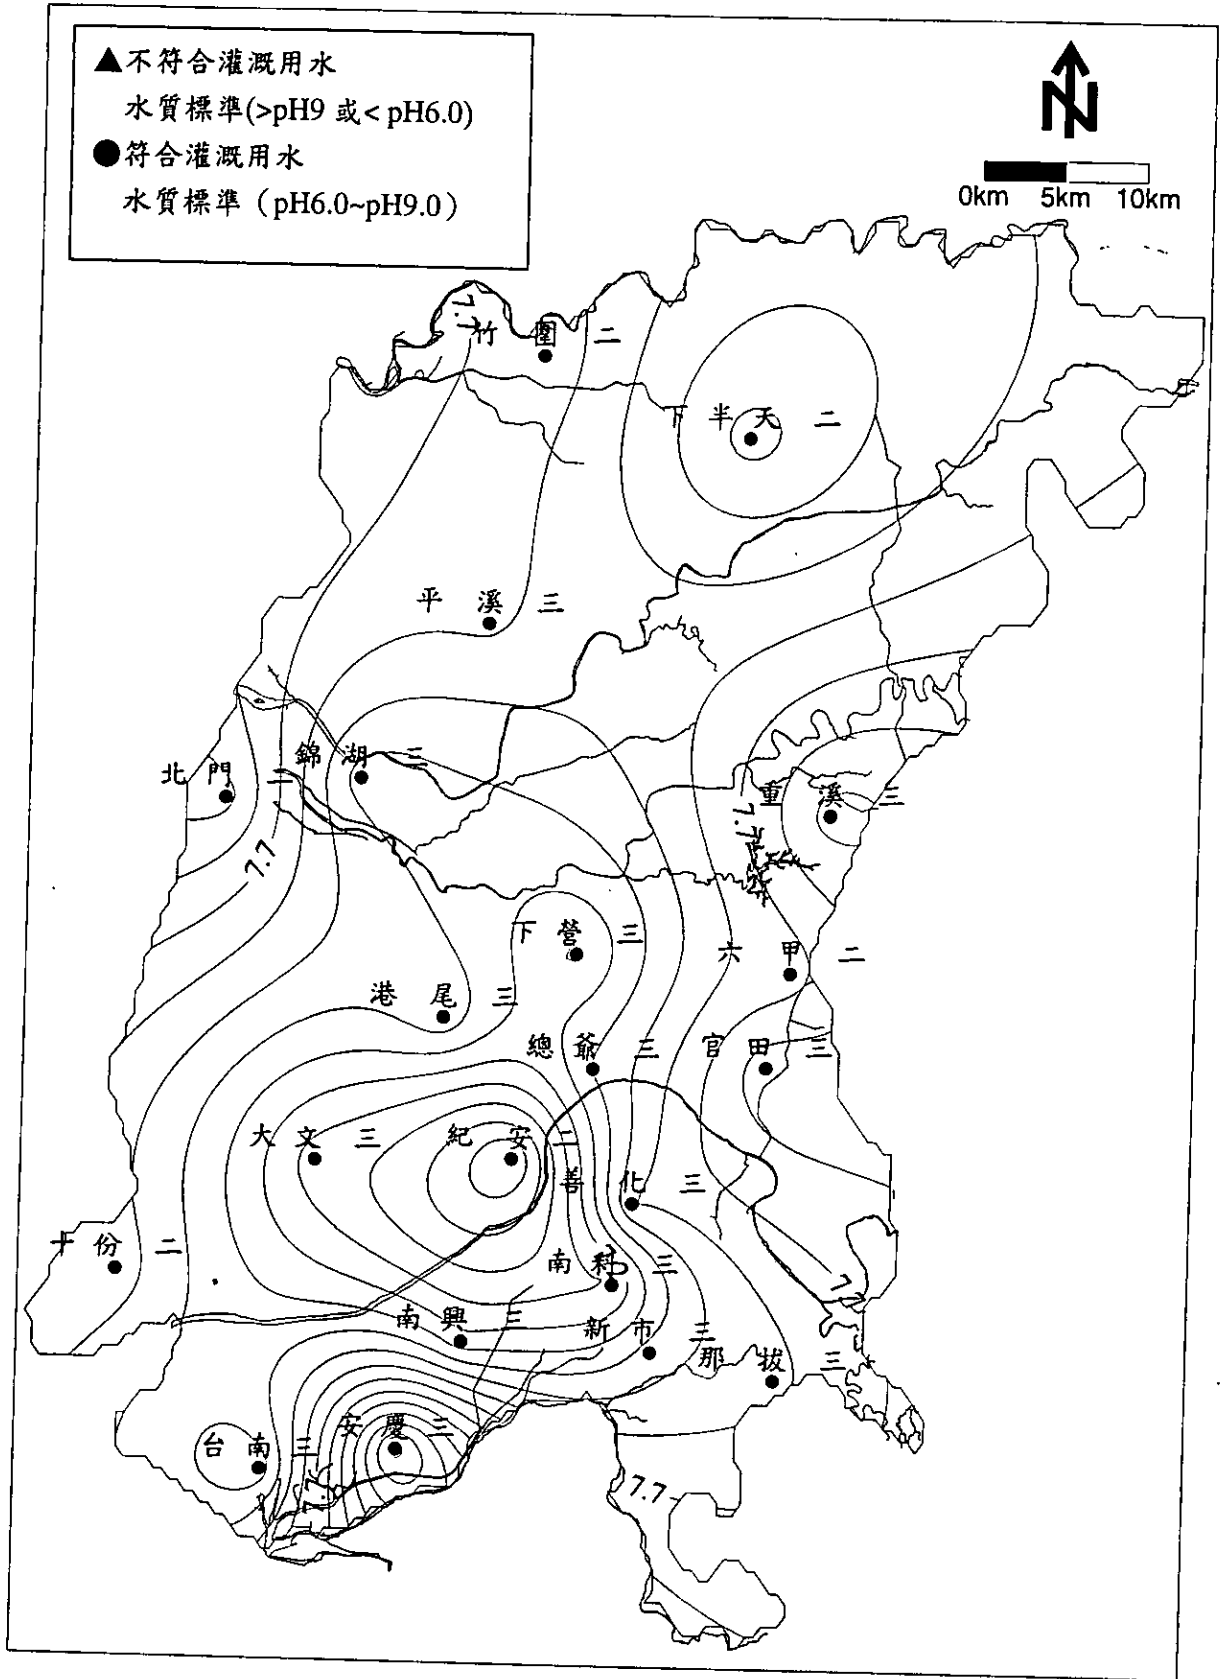 ▲不符合灌溉用水
水質標準(>pH9 或< pH6.0)
●符合灌溉用水
水質標準（pH6.0~pH9.0）
N
0km 5km 10km
7.7
竹圍二
下半天二
平溪三
錦湖三
北門二
重溪三
7.7
7.7
下營三
六甲二
港尾三
總爺三
官田三
大文三
紀安二
善化三
十份二
南科三
7.7
南興三
新市三
那拔三
安慶三
台南三
7.7
7.7